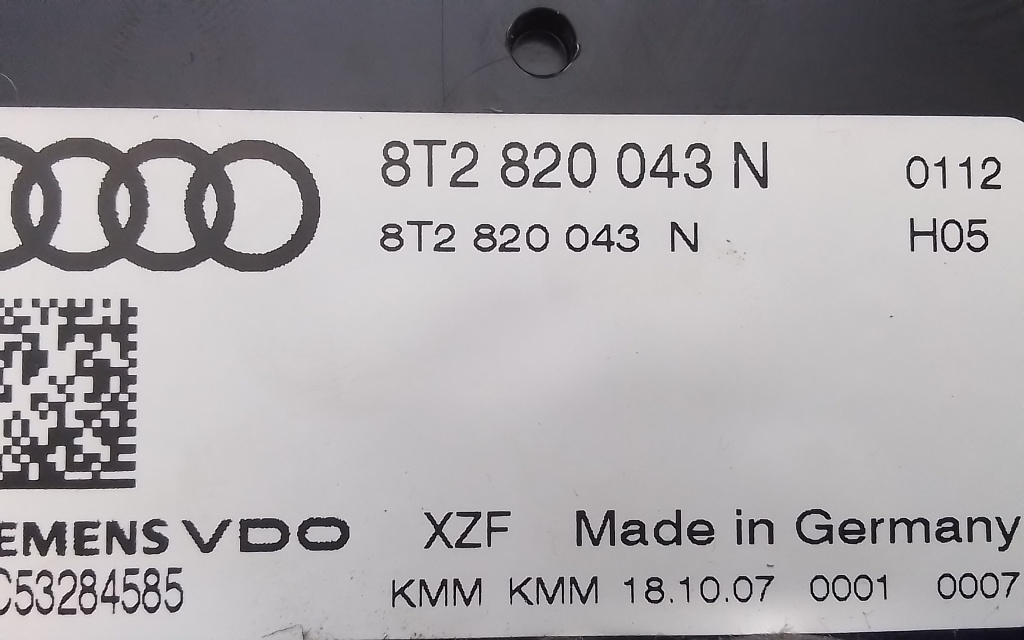 8T2 820 043 N 0112
8T2 820 043 N H05
EMENS VDO XZF Made in Germany
C53284585 KMM KMM 18.10.07 0001 0007